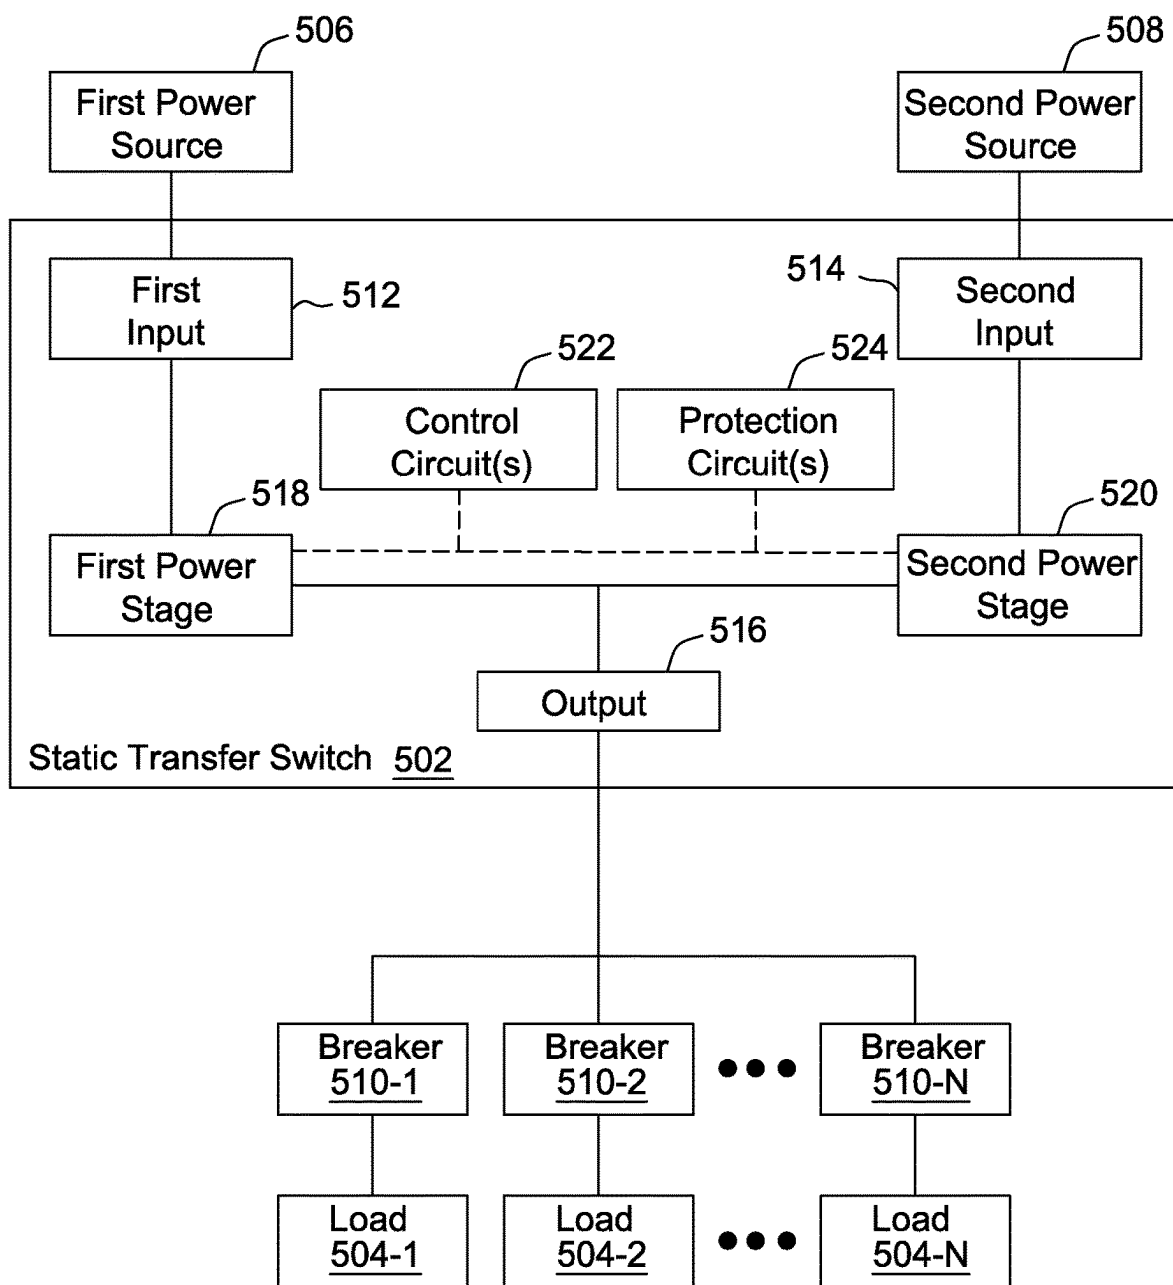 506
508
First Power
Source
Second Power
Source
First
Input
512
514
Second
Input
522
524
Control
Circuit(s)
Protection
Circuit(s)
518
520
First Power
Stage
Second Power
Stage
516
Output
Static Transfer Switch 502
Breaker
510-1
Breaker
510-2
Breaker
510-N
Load
504-1
Load
504-2
Load
504-N